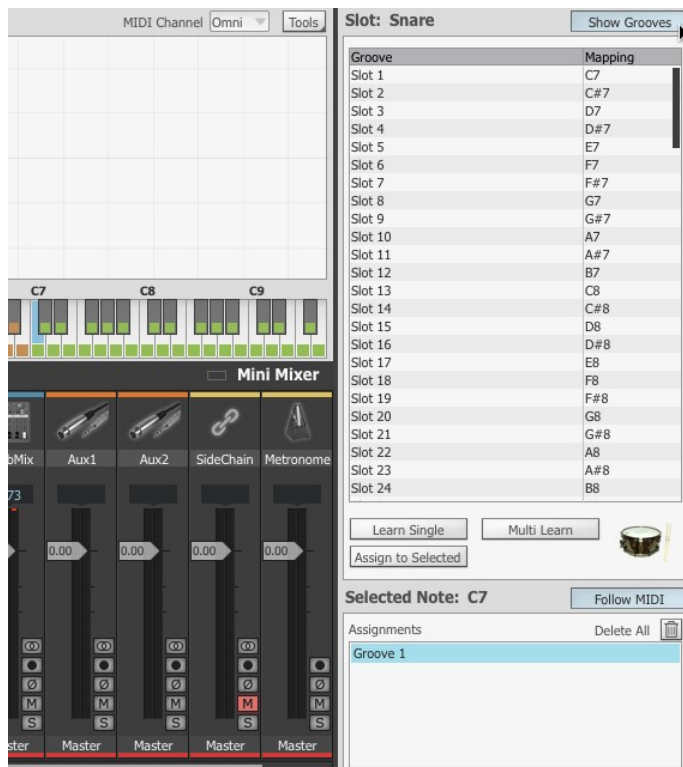 MIDI Channel Omni Tools
Slot: Snare Show Grooves
Groove Mapping
Slot 1 C7
Slot 2 C#7
Slot 3 D7
Slot 4 D#7
Slot 5 E7
Slot 6 F7
Slot 7 F#7
Slot 8 G7
Slot 9 G#7
Slot 10 A7
Slot 11 A#7
Slot 12 B7
Slot 13 C8
Slot 14 C#8
Slot 15 D8
Slot 16 D#8
Slot 17 E8
Slot 18 F8
Slot 19 F#8
Slot 20 G8
Slot 21 G#8
Slot 22 A8
Slot 23 A#8
Slot 24 B8
C7 C8 C9
Mini Mixer
bMix Aux1 Aux2 SideChain Metronome
73
0.00 0.00 0.00 0.00
Ø Ø Ø Ø Ø
M M M M M
S S S S S
ster Master Master Master Master
Learn Single Multi Learn
Assign to Selected
Selected Note: C7 Follow MIDI
Assignments Delete All
Groove 1